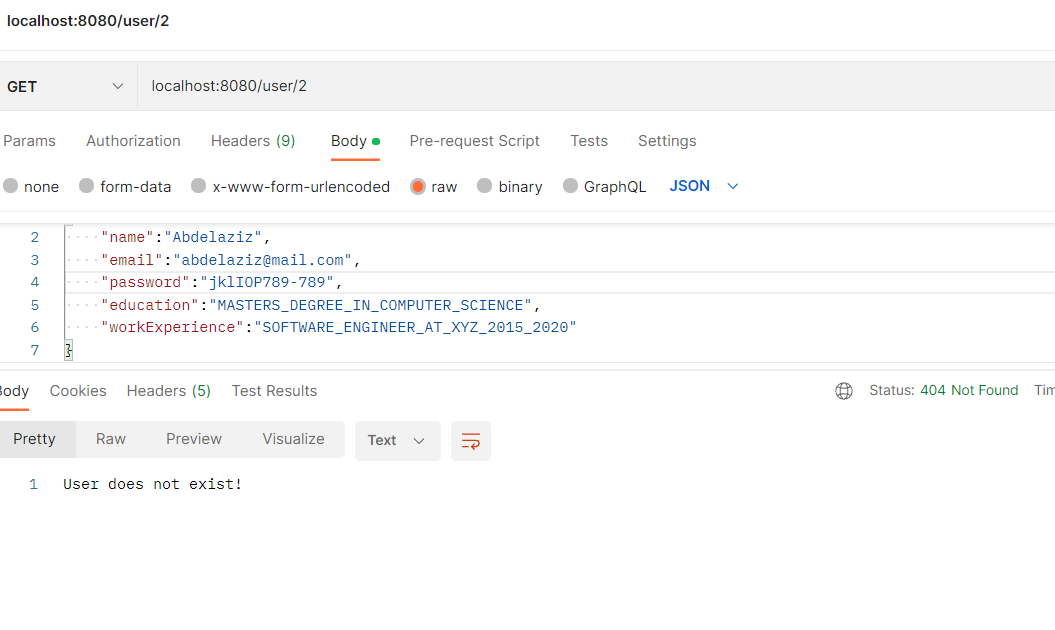 localhost:8080/user/2
GET localhost:8080/user/2
Params Authorization Headers (9) Body Pre-request Script Tests Settings
none form-data x-www-form-urlencoded raw binary GraphQL JSON
2 "name":"Abdelaziz",
3 "email":"abdelaziz@mail.com",
4 "password":"jklIOP789-789",
5 "education":"MASTERS_DEGREE_IN_COMPUTER_SCIENCE",
6 "workExperience":"SOFTWARE_ENGINEER_AT_XYZ_2015_2020"
7 }
Body Cookies Headers (5) Test Results Status: 404 Not Found
Pretty Raw Preview Visualize Text
1 User does not exist!